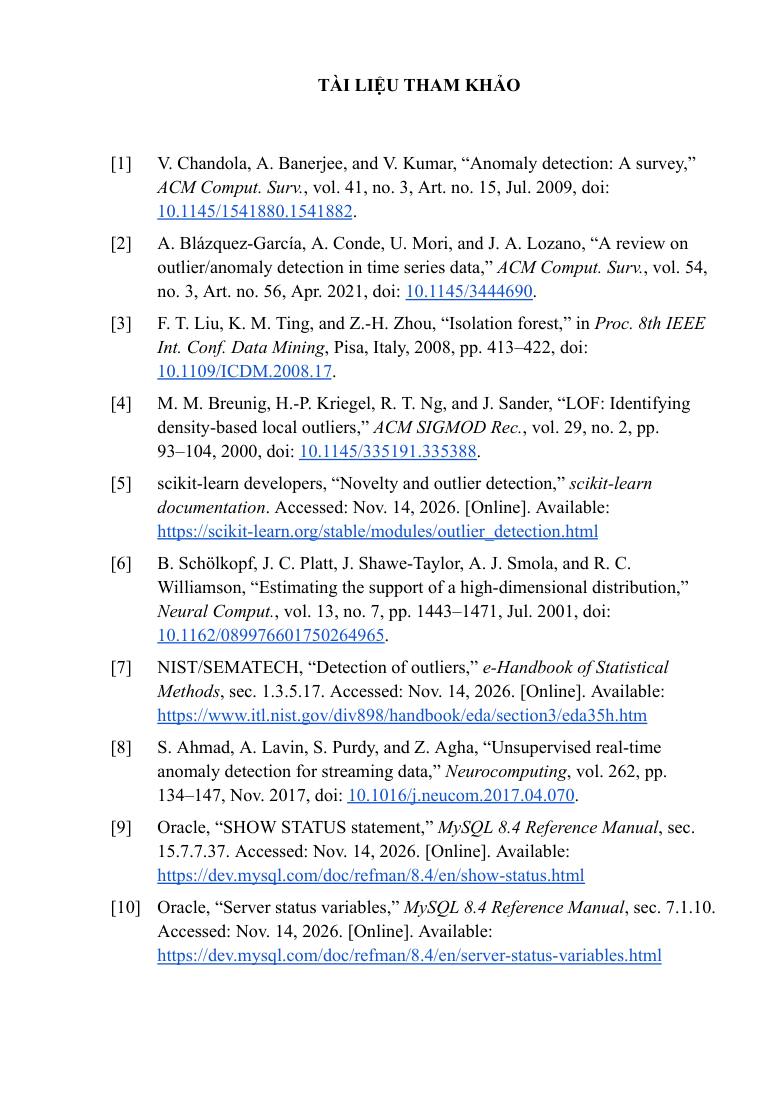 TÀI LIỆU THAM KHẢO
[1] V. Chandola, A. Banerjee, and V. Kumar, “Anomaly detection: A survey,”
ACM Comput. Surv., vol. 41, no. 3, Art. no. 15, Jul. 2009, doi:
10.1145/1541880.1541882.
[2] A. Blázquez-García, A. Conde, U. Mori, and J. A. Lozano, “A review on
outlier/anomaly detection in time series data,” ACM Comput. Surv., vol. 54,
no. 3, Art. no. 56, Apr. 2021, doi: 10.1145/3444690.
[3] F. T. Liu, K. M. Ting, and Z.-H. Zhou, “Isolation forest,” in Proc. 8th IEEE
Int. Conf. Data Mining, Pisa, Italy, 2008, pp. 413–422, doi:
10.1109/ICDM.2008.17.
[4] M. M. Breunig, H.-P. Kriegel, R. T. Ng, and J. Sander, “LOF: Identifying
density-based local outliers,” ACM SIGMOD Rec., vol. 29, no. 2, pp.
93–104, 2000, doi: 10.1145/335191.335388.
[5] scikit-learn developers, “Novelty and outlier detection,” scikit-learn
documentation. Accessed: Nov. 14, 2026. [Online]. Available:
https://scikit-learn.org/stable/modules/outlier_detection.html
[6] B. Schölkopf, J. C. Platt, J. Shawe-Taylor, A. J. Smola, and R. C.
Williamson, “Estimating the support of a high-dimensional distribution,”
Neural Comput., vol. 13, no. 7, pp. 1443–1471, Jul. 2001, doi:
10.1162/089976601750264965.
[7] NIST/SEMATECH, “Detection of outliers,” e-Handbook of Statistical
Methods, sec. 1.3.5.17. Accessed: Nov. 14, 2026. [Online]. Available:
https://www.itl.nist.gov/div898/handbook/eda/section3/eda35h.htm
[8] S. Ahmad, A. Lavin, S. Purdy, and Z. Agha, “Unsupervised real-time
anomaly detection for streaming data,” Neurocomputing, vol. 262, pp.
134–147, Nov. 2017, doi: 10.1016/j.neucom.2017.04.070.
[9] Oracle, “SHOW STATUS statement,” MySQL 8.4 Reference Manual, sec.
15.7.7.37. Accessed: Nov. 14, 2026. [Online]. Available:
https://dev.mysql.com/doc/refman/8.4/en/show-status.html
[10] Oracle, “Server status variables,” MySQL 8.4 Reference Manual, sec. 7.1.10.
Accessed: Nov. 14, 2026. [Online]. Available:
https://dev.mysql.com/doc/refman/8.4/en/server-status-variables.html